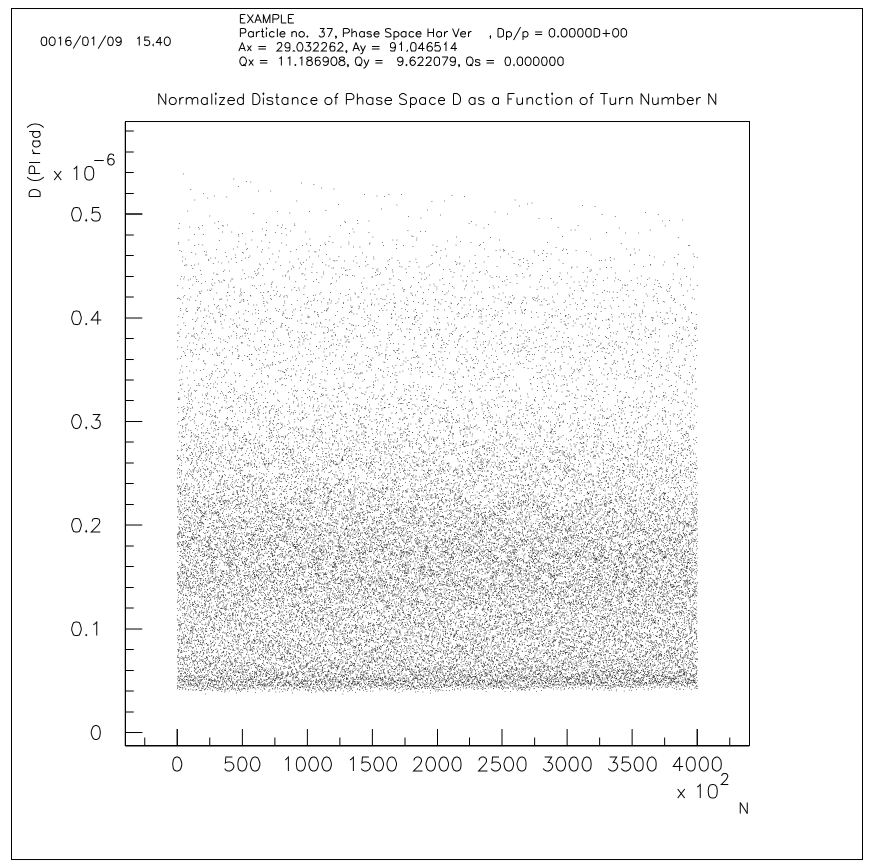 EXAMPLE
Particle no. 37, Phase Space Hor Ver , Dp/p = 0.0000D+00
0016/01/09 15.40
Ax = 29.032262, Ay = 91.046514
Qx = 11.186908, Qy = 9.622079, Qs = 0.000000
Normalized Distance of Phase Space D as a Function of Turn Number N
D (PI rad)
x 10^-6
0.5
0.4
0.3
0.2
0.1
0
0 500 1000 1500 2000 2500 3000 3500 4000
x 10^2
N